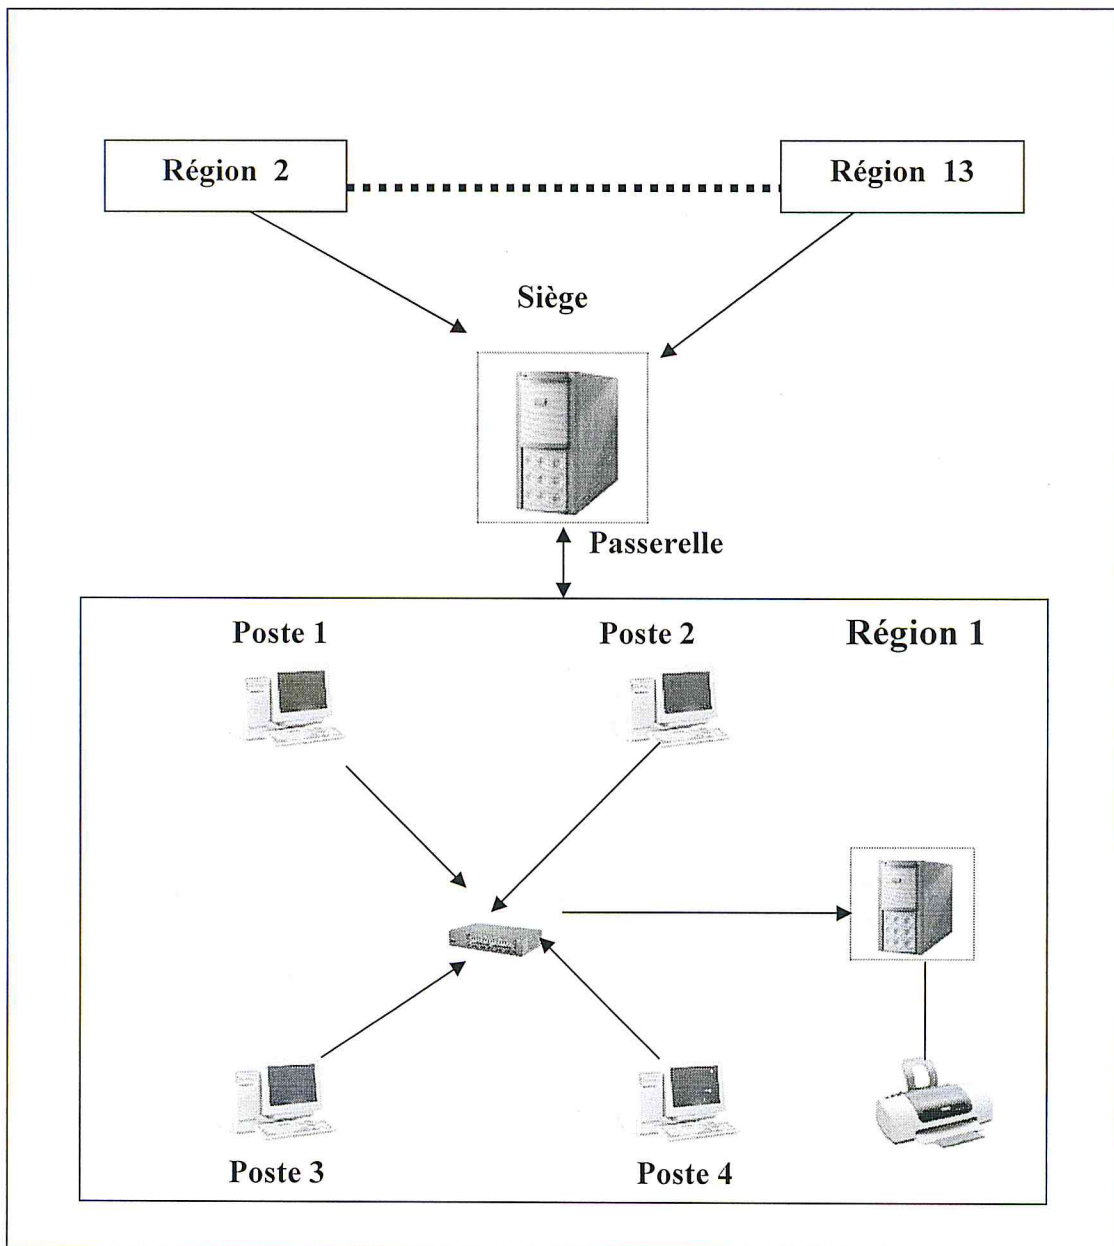 Région 2
Région 13
Siège
Passerelle
Poste 1
Poste 2
Région 1
Poste 3
Poste 4